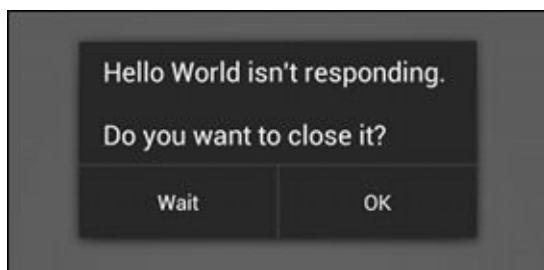 Hello World isn't responding.
Do you want to close it?
Wait
OK